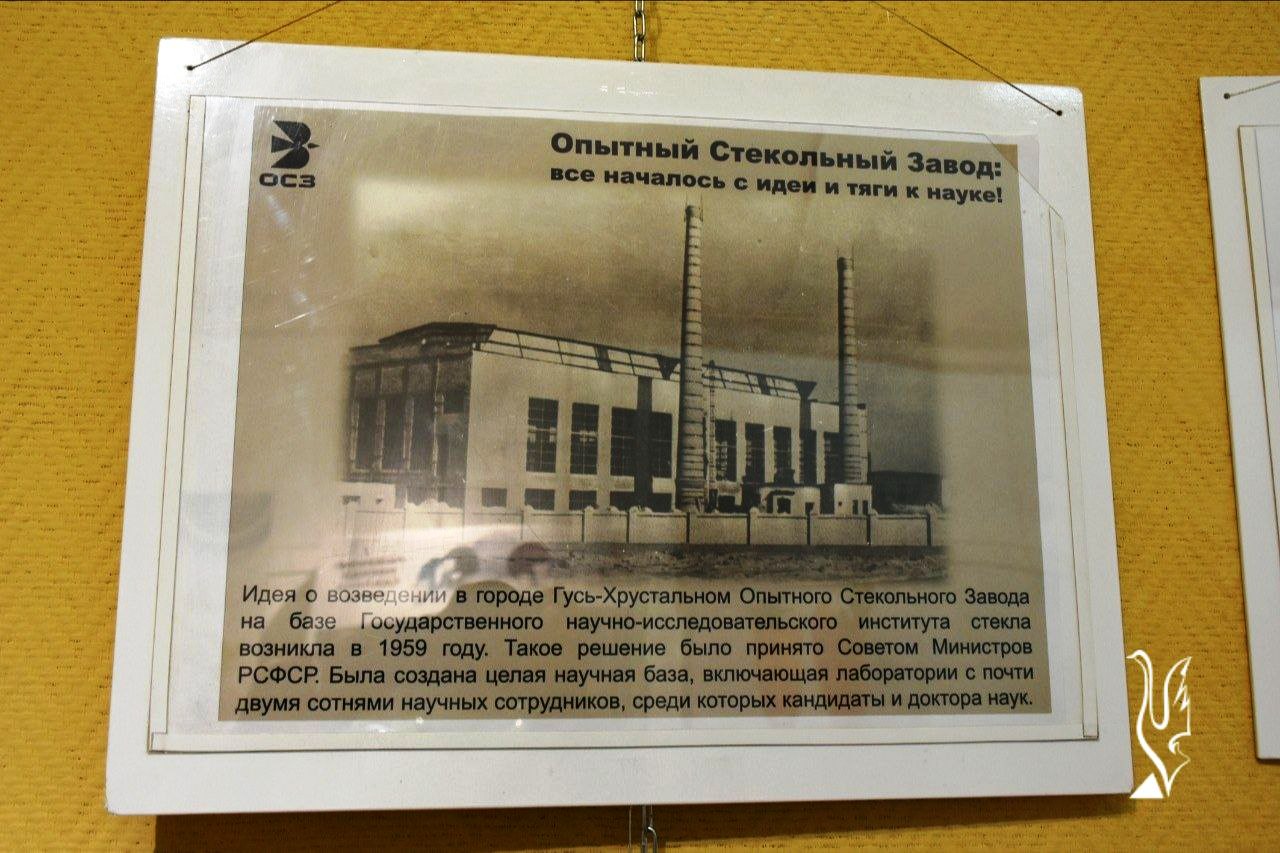 ОСЗ
Опытный Стекольный Завод:
все началось с идеи и тяги к науке!
Идея о возведении в городе Гусь-Хрустальном Опытного Стекольного Завода
на базе Государственного научно-исследовательского института стекла
возникла в 1959 году. Такое решение было принято Советом Министров
РСФСР. Была создана целая научная база, включающая лаборатории с почти
двумя сотнями научных сотрудников, среди которых кандидаты и доктора наук.